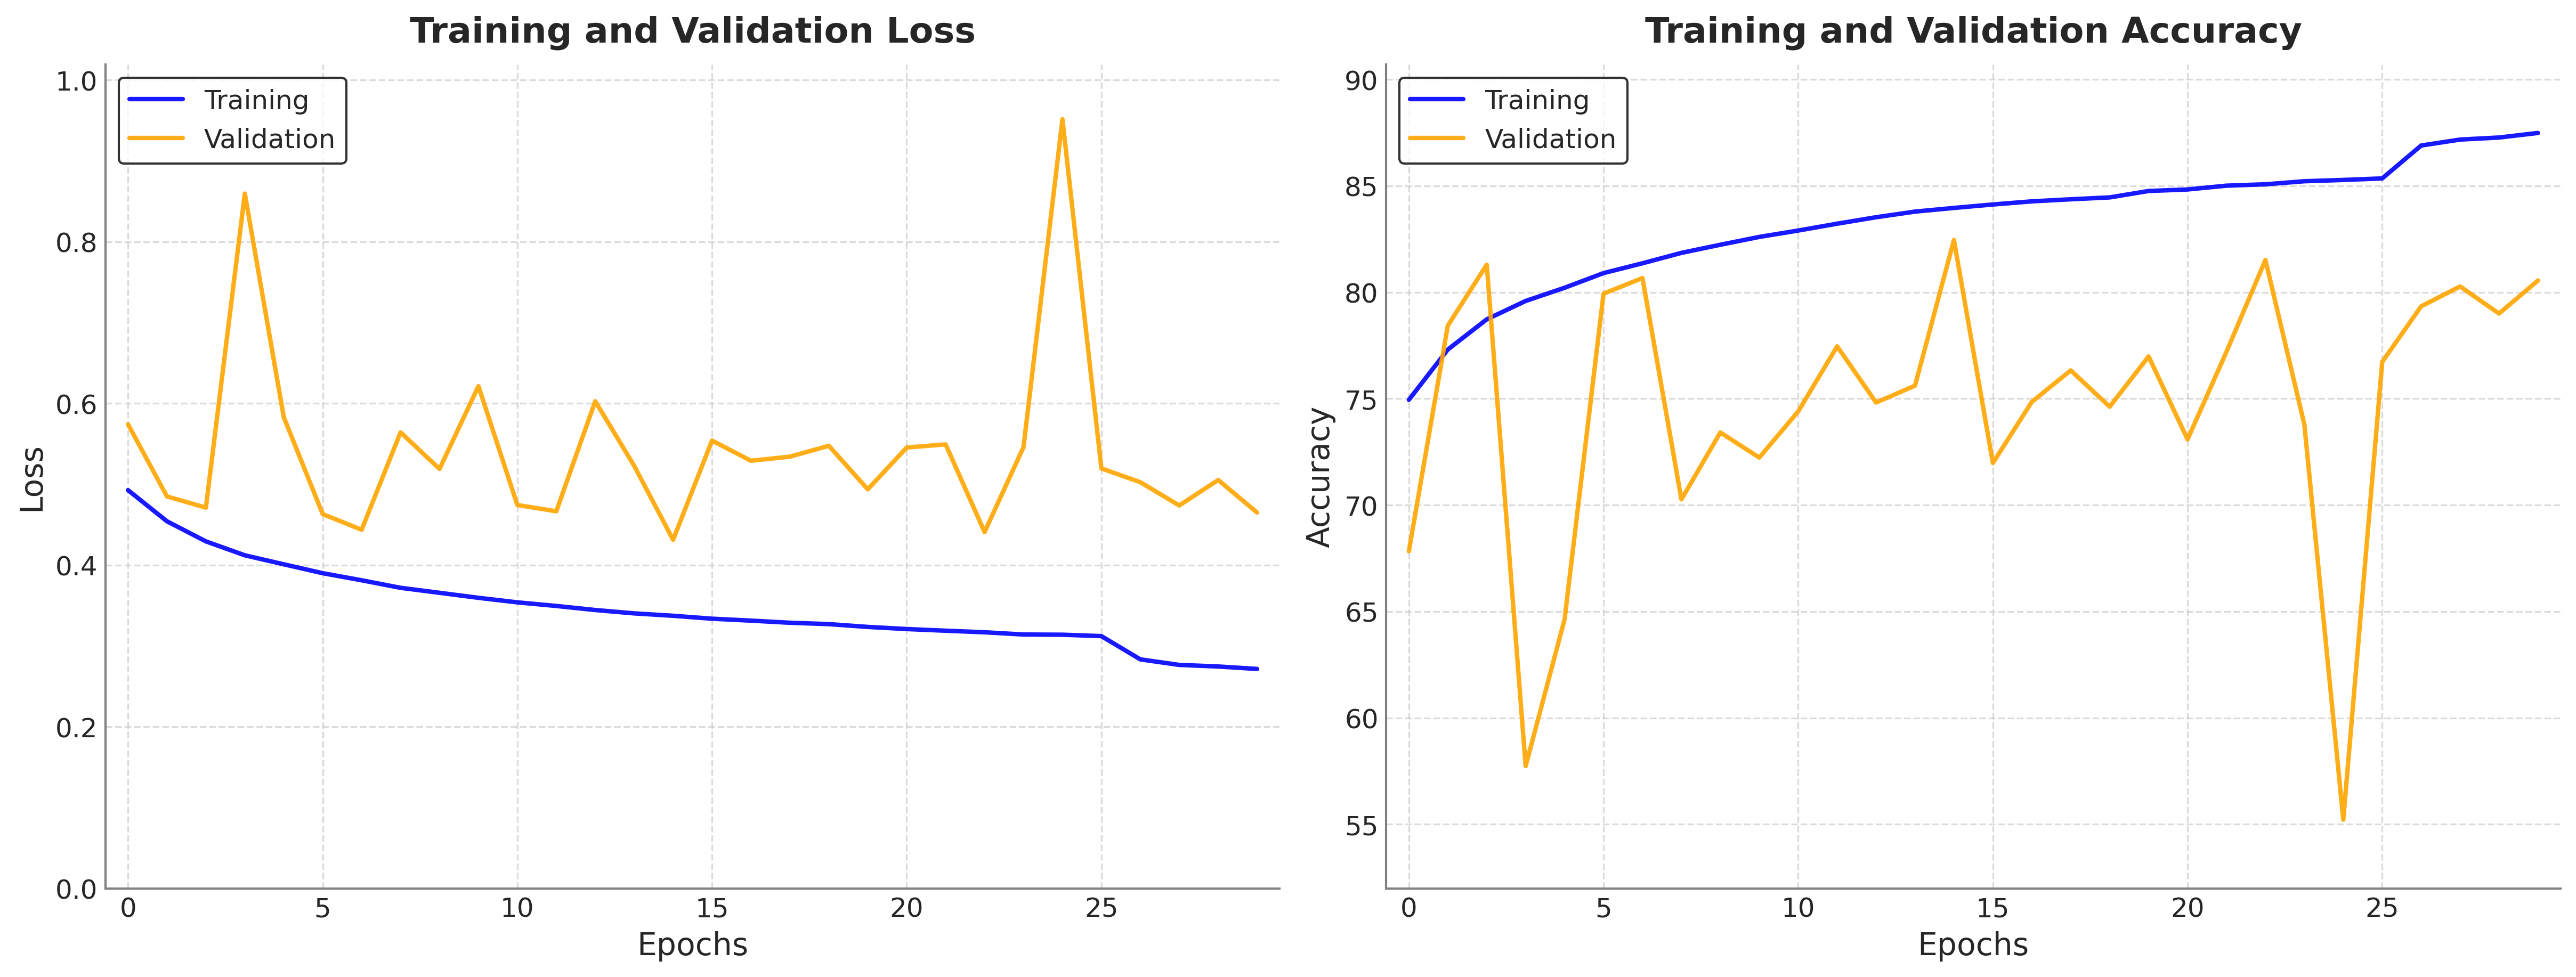 Training and Validation Loss
Training
Validation
1.0
0.8
0.6
0.4
0.2
0.0
Loss
0 5 10 15 20 25
Epochs
Training and Validation Accuracy
Training
Validation
90
85
80
75
70
65
60
55
Accuracy
0 5 10 15 20 25
Epochs